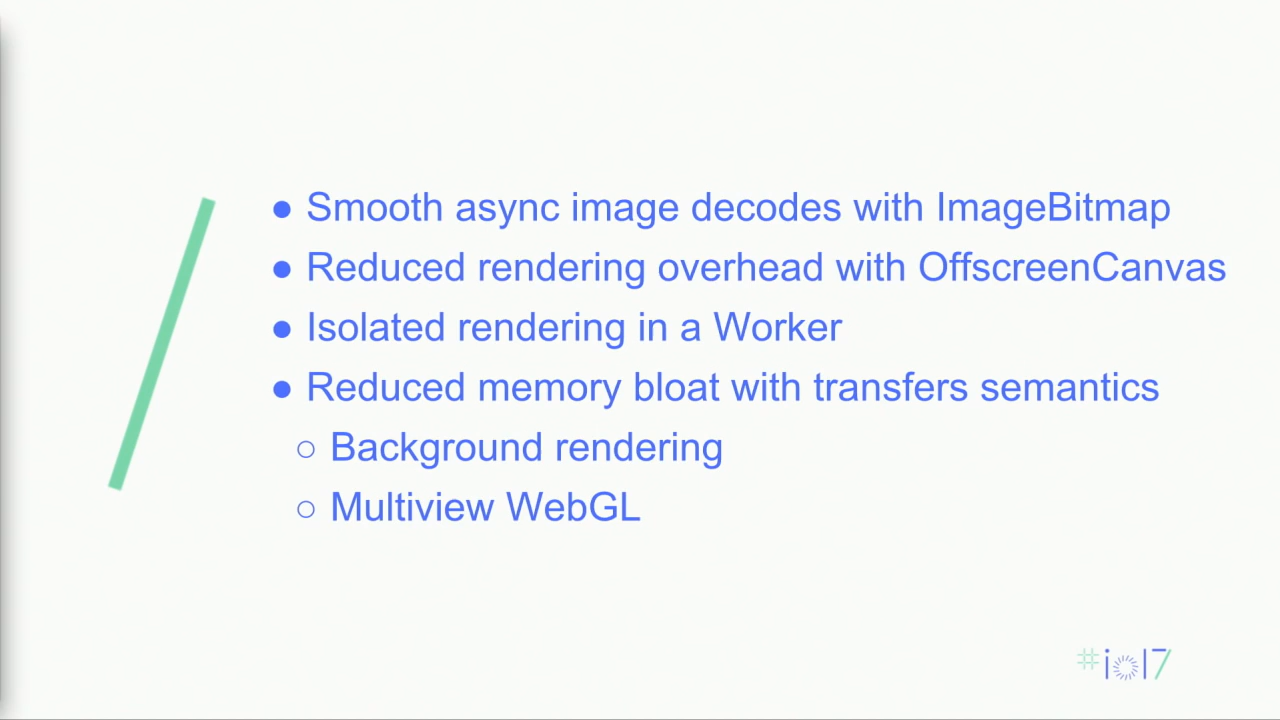 ● Smooth async image decodes with ImageBitmap
● Reduced rendering overhead with OffscreenCanvas
● Isolated rendering in a Worker
● Reduced memory bloat with transfers semantics
○ Background rendering
○ Multiview WebGL
#io17